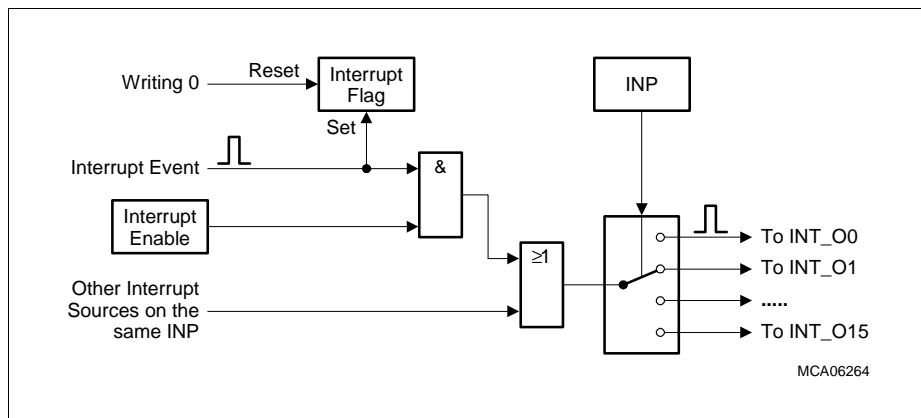 Writing 0
Reset
Interrupt
Flag
INP
Set
Interrupt Event
&
Interrupt
Enable
≥1
To INT_O0
To INT_O1
.....
To INT_O15
Other Interrupt
Sources on the
same INP
MCA06264